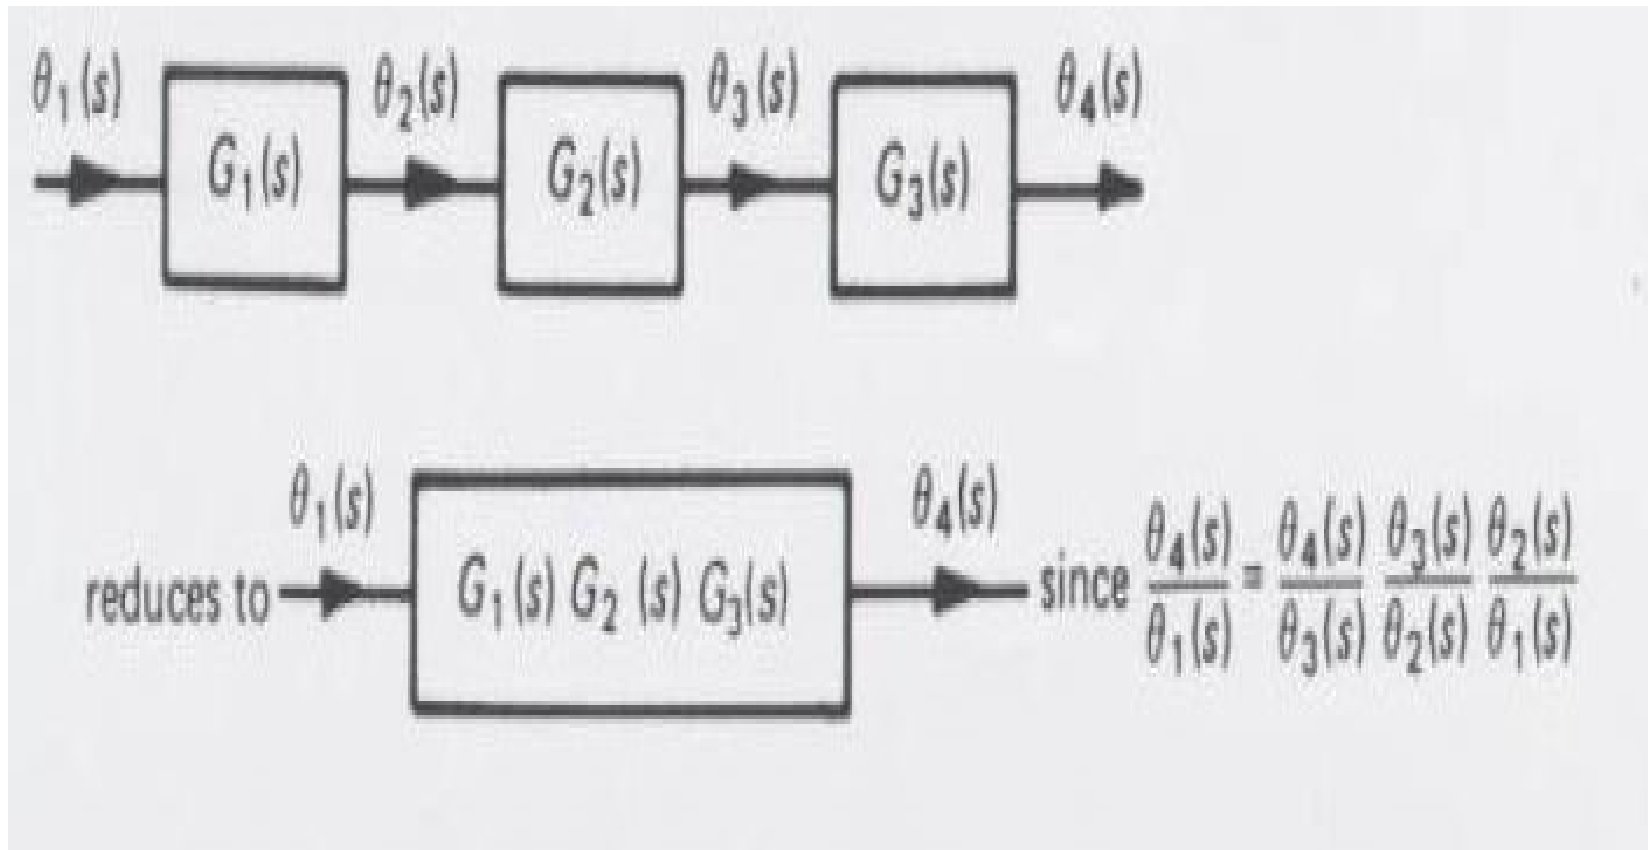 θ₁(s) θ₂(s) θ₃(s) θ₄(s)
G₁(s) G₂(s) G₃(s)
θ₁(s) θ₄(s)
reduces to G₁(s) G₂ (s) G₃(s) since θ₄(s)/θ₁(s) = θ₄(s)/θ₃(s) θ₃(s)/θ₂(s) θ₂(s)/θ₁(s)